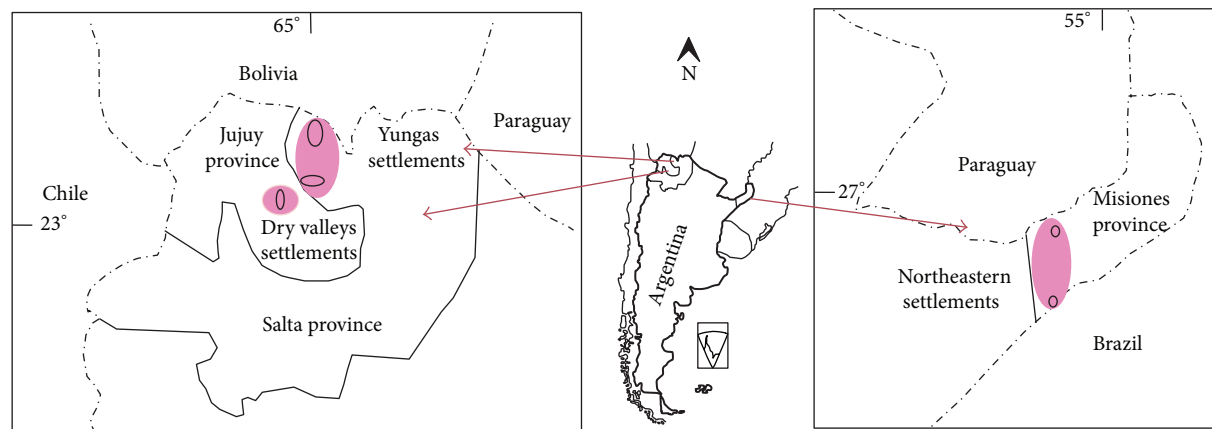 65°
Bolivia
Jujuy
province
Yungas
settlements
Paraguay
Chile
23°
Dry valleys
settlements
Salta province
N
Argentina
55°
Paraguay
27°
Misiones
province
Northeastern
settlements
Brazil